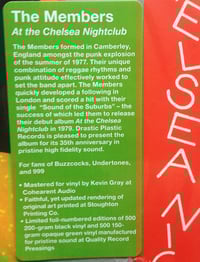 The Members
At the Chelsea Nightclub
The Members formed in Camberley,
England amongst the punk explosion
of the summer of 1977. Their unique
combination of reggae rhythms and
punk attitude effectively worked to
set the band apart. The Members
quickly developed a following in
London and scored a hit with their
single "Sound of the Suburbs" - the
success of which led them to release
their debut album At the Chelsea
Nightclub in 1979. Drastic Plastic
Records is pleased to present the
album for its 35th anniversary in
pristine high fidelity sound.
For fans of Buzzcocks, Undertones,
and 999
• Mastered for vinyl by Kevin Gray at
Cohearent Audio
• Faithful, yet updated rendering of
original art printed at Stoughton
Printing Co.
• Limited foil-numbered editions of 500
200-gram black vinyl and 500 150-
gram opaque green vinyl manufactured
for pristine sound at Quality Record
Pressings
ELSEA
NI